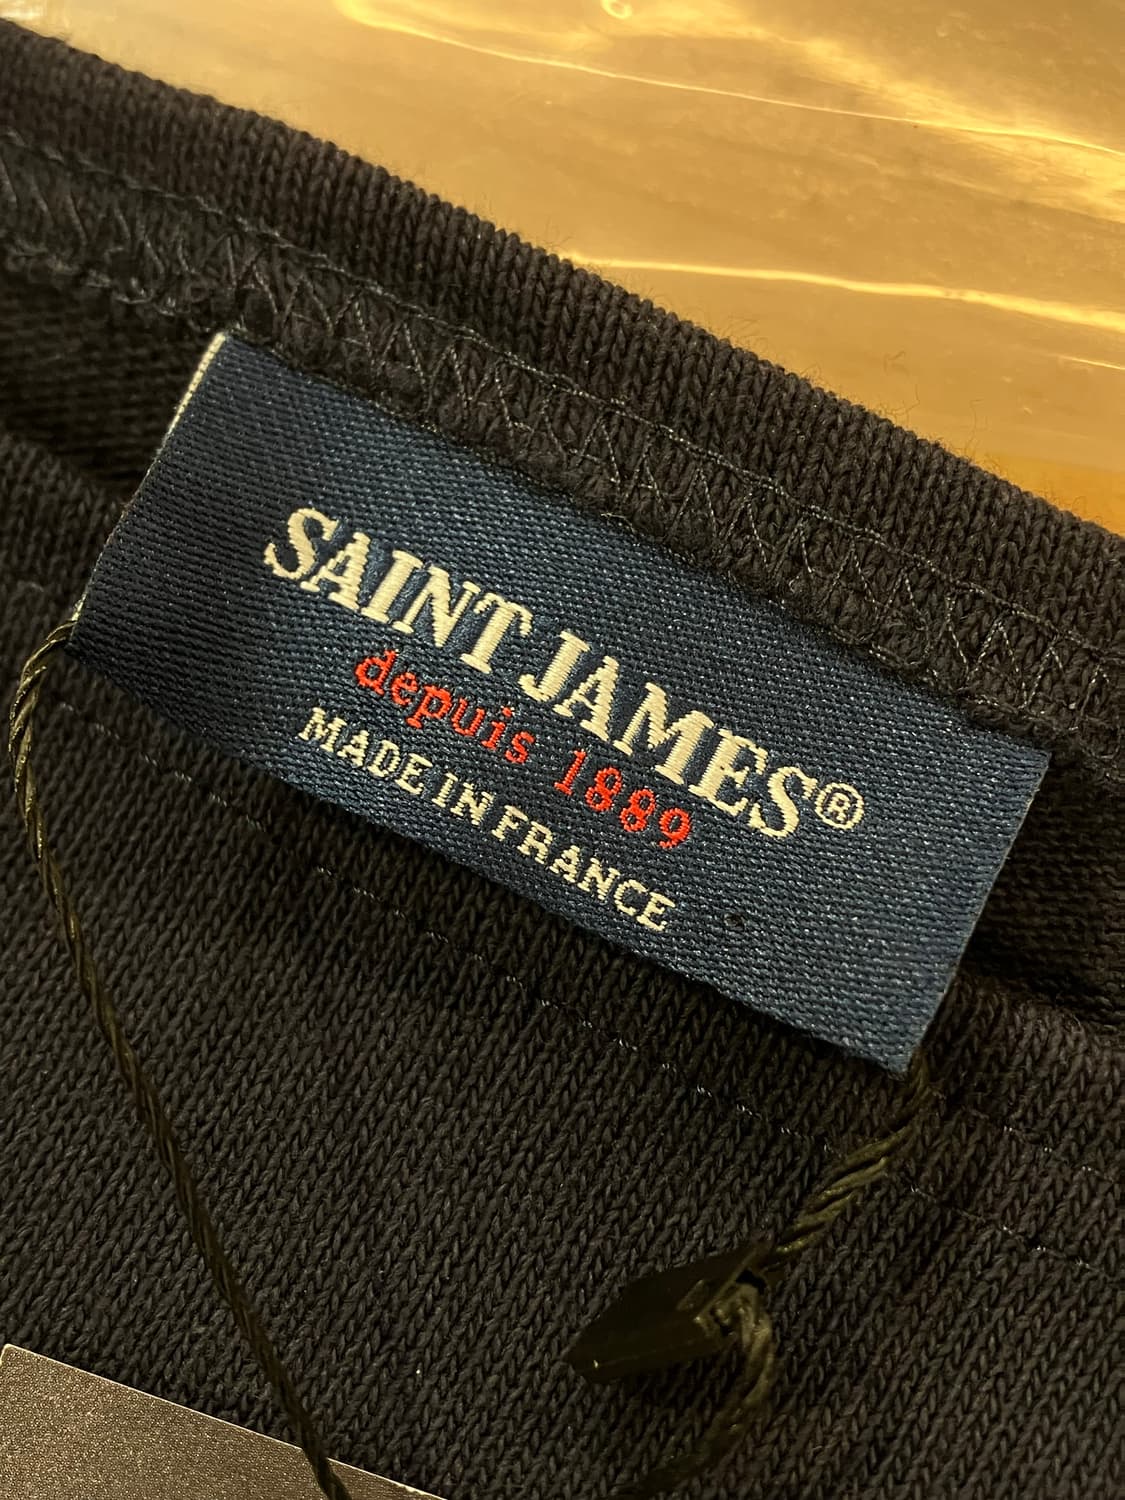 SAINT JAMES®
depuis 1889
MADE IN FRANCE